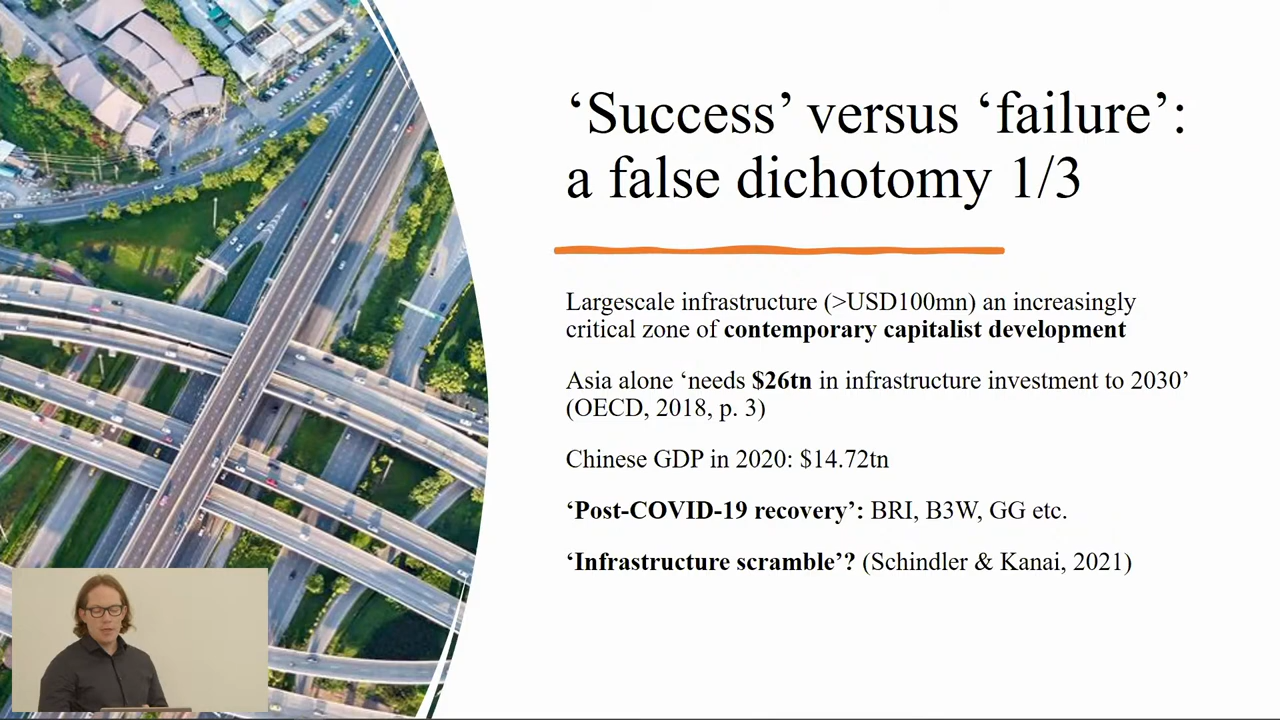 ‘Success’ versus ‘failure’:
a false dichotomy 1/3
Largescale infrastructure (>USD100mn) an increasingly
critical zone of contemporary capitalist development
Asia alone ‘needs $26tn in infrastructure investment to 2030’
(OECD, 2018, p. 3)
Chinese GDP in 2020: $14.72tn
‘Post-COVID-19 recovery’: BRI, B3W, GG etc.
‘Infrastructure scramble’? (Schindler & Kanai, 2021)